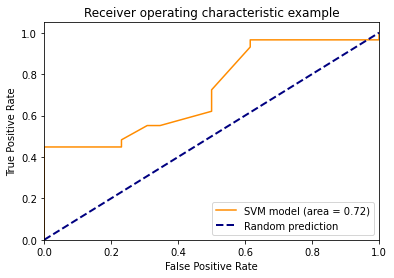 Receiver operating characteristic example
True Positive Rate
1.0
0.8
0.6
0.4
0.2
0.0
SVM model (area = 0.72)
Random prediction
0.0 0.2 0.4 0.6 0.8 1.0
False Positive Rate